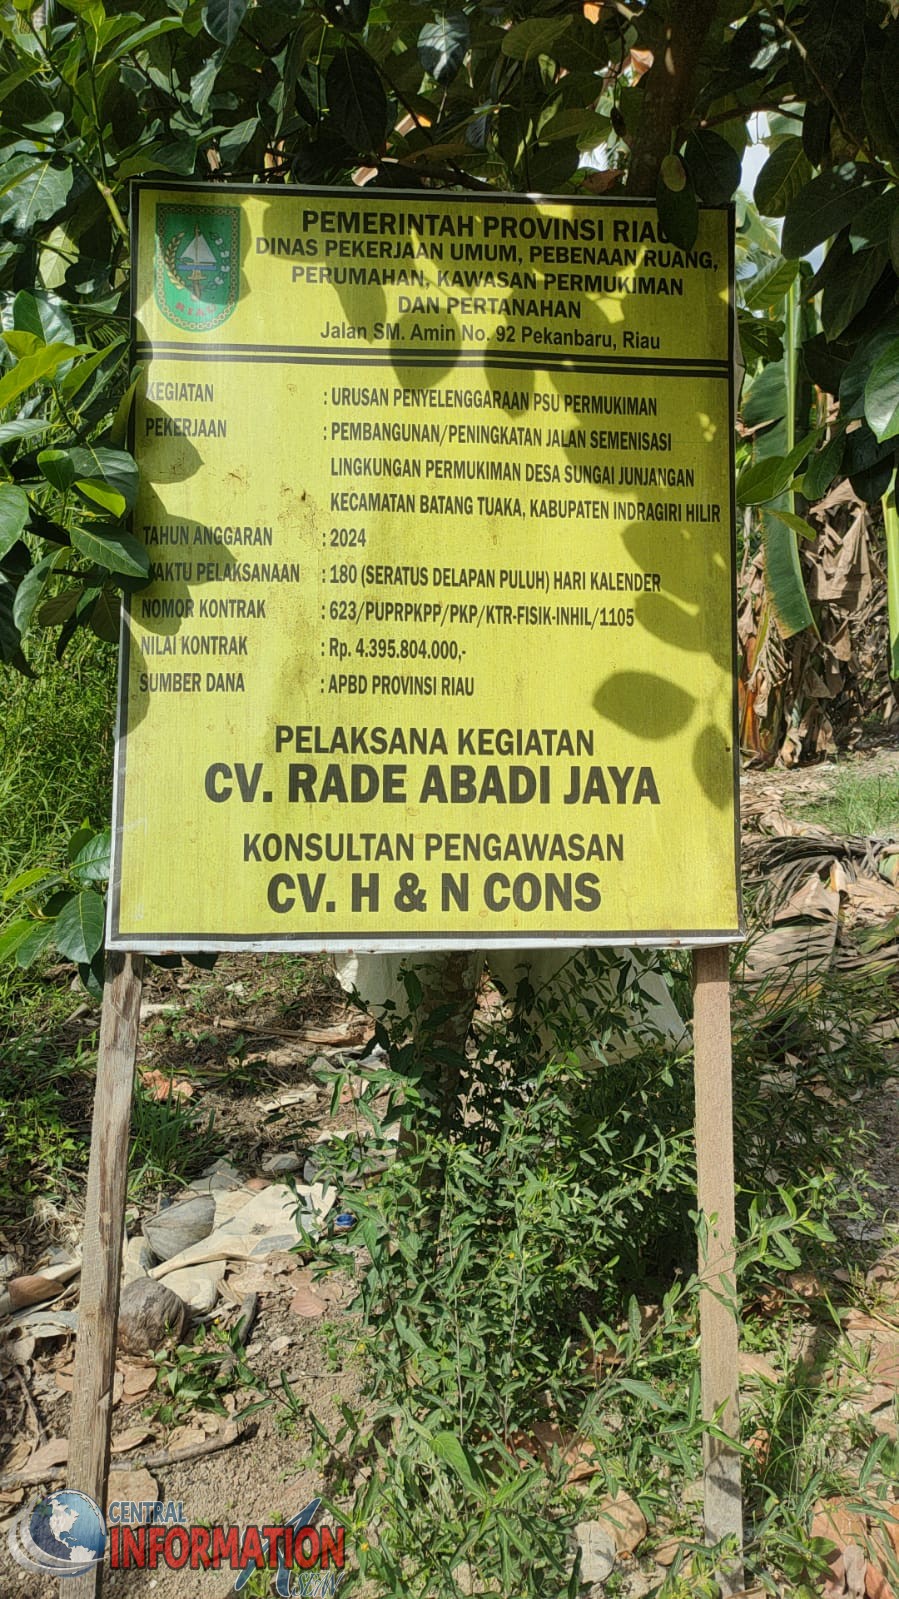 PEMERINTAH PROVINSI RIAU
DINAS PEKERJAAN UMUM, PEBENAAN RUANG,
PERUMAHAN, KAWASAN PERMUKIMAN
DAN PERTANAHAN
Jalan SM. Amin No. 92 Pekanbaru, Riau
RIAU
KEGIATAN : URUSAN PENYELENGGARAAN PSU PERMUKIMAN
PEKERJAAN : PEMBANGUNAN/PENINGKATAN JALAN SEMENISASI
LINGKUNGAN PERMUKIMAN DESA SUNGAI JUNJANGAN
KECAMATAN BATANG TUAKA, KABUPATEN INDRAGIRI HILIR
TAHUN ANGGARAN : 2024
WAKTU PELAKSANAAN : 180 (SERATUS DELAPAN PULUH) HARI KALENDER
NOMOR KONTRAK : 623/PUPRPKPP/PKP/KTR-FISIK-INHIL/1105
NILAI KONTRAK : Rp. 4.395.804.000,-
SUMBER DANA : APBD PROVINSI RIAU
PELAKSANA KEGIATAN
CV. RADE ABADI JAYA
KONSULTAN PENGAWASAN
CV. H & N CONS
CENTRAL
INFORMATION
ASEAN